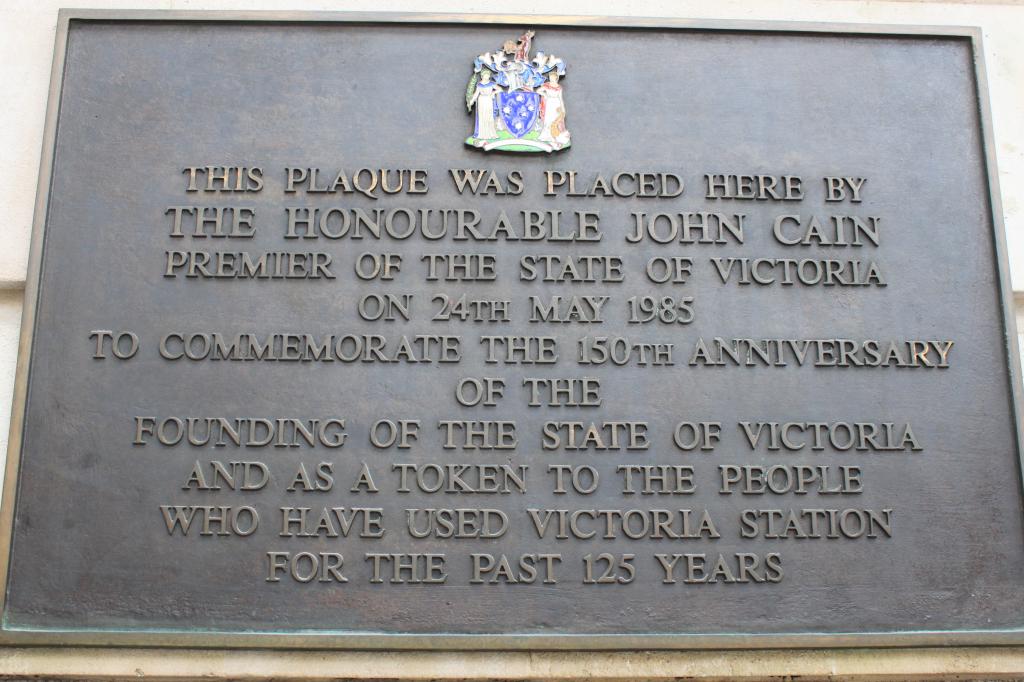 THIS PLAQUE WAS PLACED HERE BY
THE HONOURABLE JOHN CAIN
PREMIER OF THE STATE OF VICTORIA
ON 24TH MAY 1985
TO COMMEMORATE THE 150TH ANNIVERSARY
OF THE
FOUNDING OF THE STATE OF VICTORIA
AND AS A TOKEN TO THE PEOPLE
WHO HAVE USED VICTORIA STATION
FOR THE PAST 125 YEARS